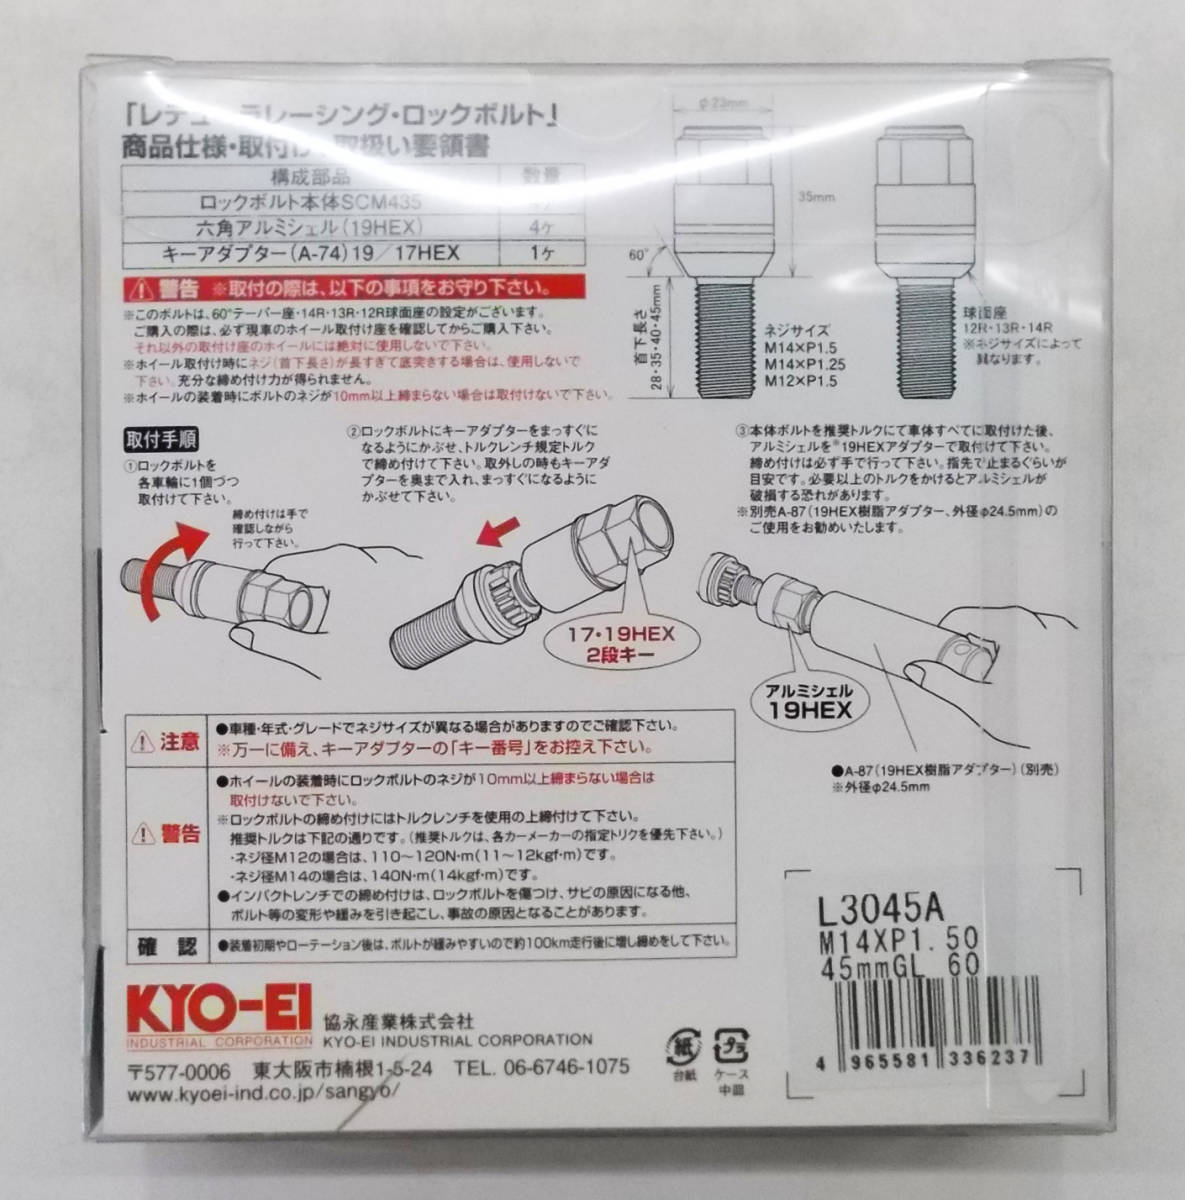 「レデューラレーシング・ロックボルト」
商品仕様・取付け・取扱い要領書
構成部品 数量
ロックボルト本体SCM435 4ケ
六角アルミシェル(19HEX) 4ケ
キーアダプター(A-74)19/17HEX 1ケ
警告 ※取付の際は、以下の事項をお守り下さい。
※このボルトは、60°テーパー座・14R・13R・12R球面座の設定がございます。
ご購入の際は、必ず現車のホイール取付け座を確認してからご購入下さい。
それ以外の取付け座のホイールには絶対に使用しないで下さい。
※ホイール取付け時にネジ(首下長さ)が長すぎて底突きする場合は、使用しないで
下さい。充分な締め付け力が得られません。
※ホイールの装着時にボルトのネジが10mm以上締まらない場合は取付けないで下さい。
φ23mm
35mm
60°
首下長さ
28・35・40・45mm
ネジサイズ
M14×P1.5
M14×P1.25
M12×P1.5
球面座
12R・13R・14R
※ネジサイズによって
異なります。
取付手順
①ロックボルトを
各車輪に1個づつ
取付けて下さい。
締め付けは手で
確認しながら
行って下さい。
②ロックボルトにキーアダプターをまっすぐに
なるようにかぶせ、トルクレンチ規定トルク
で締め付けて下さい。取外しの時もキーアダ
プターを奥まで入れ、まっすぐになるように
かぶせて下さい。
17・19HEX
2段キー
③本体ボルトを推奨トルクにて車体すべてに取付けた後、
アルミシェルを※19HEXアダプターで取付けて下さい。
締め付けは必ず手で行って下さい。指先で止まるぐらいが
目安です。必要以上のトルクをかけるとアルミシェルが
破損する恐れがあります。
※別売A-87(19HEX樹脂アダプター、外径φ24.5mm)の
ご使用をお勧めいたします。
アルミシェル
19HEX
●A-87(19HEX樹脂アダプター)(別売)
※外径φ24.5mm
注意
●車種・年式・グレードでネジサイズが異なる場合がありますのでご確認下さい。
※万一に備え、キーアダプターの「キー番号」をお控え下さい。
警告
●ホイールの装着時にロックボルトのネジが10mm以上締まらない場合は
取付けないで下さい。
※ロックボルトの締め付けにはトルクレンチを使用の上締付けて下さい。
推奨トルクは下記の通りです。(推奨トルクは、各カーメーカーの指定トリクを優先下さい。)
・ネジ径M12の場合は、110〜120N・m(11〜12kgf・m)です。
・ネジ径M14の場合は、140N・m(14kgf・m)です。
●インパクトレンチでの締め付けは、ロックボルトを傷つけ、サビの原因になる他、
ボルト等の変形や緩みを引き起こし、事故の原因となることがあります。
確認
●装着初期やローテーション後は、ボルトが緩みやすいので約100km走行後に増し締めをして下さい。
KYO-EI
INDUSTRIAL CORPORATION
協永産業株式会社
KYO-EI INDUSTRIAL CORPORATION
〒577-0006 東大阪市楠根1-5-24 TEL. 06-6746-1075
www.kyoei-ind.co.jp/sangyo/
紙
台紙
プラ
ケース
中皿
L3045A
M14XP1.50
45mmGL 60
4 965581 336237